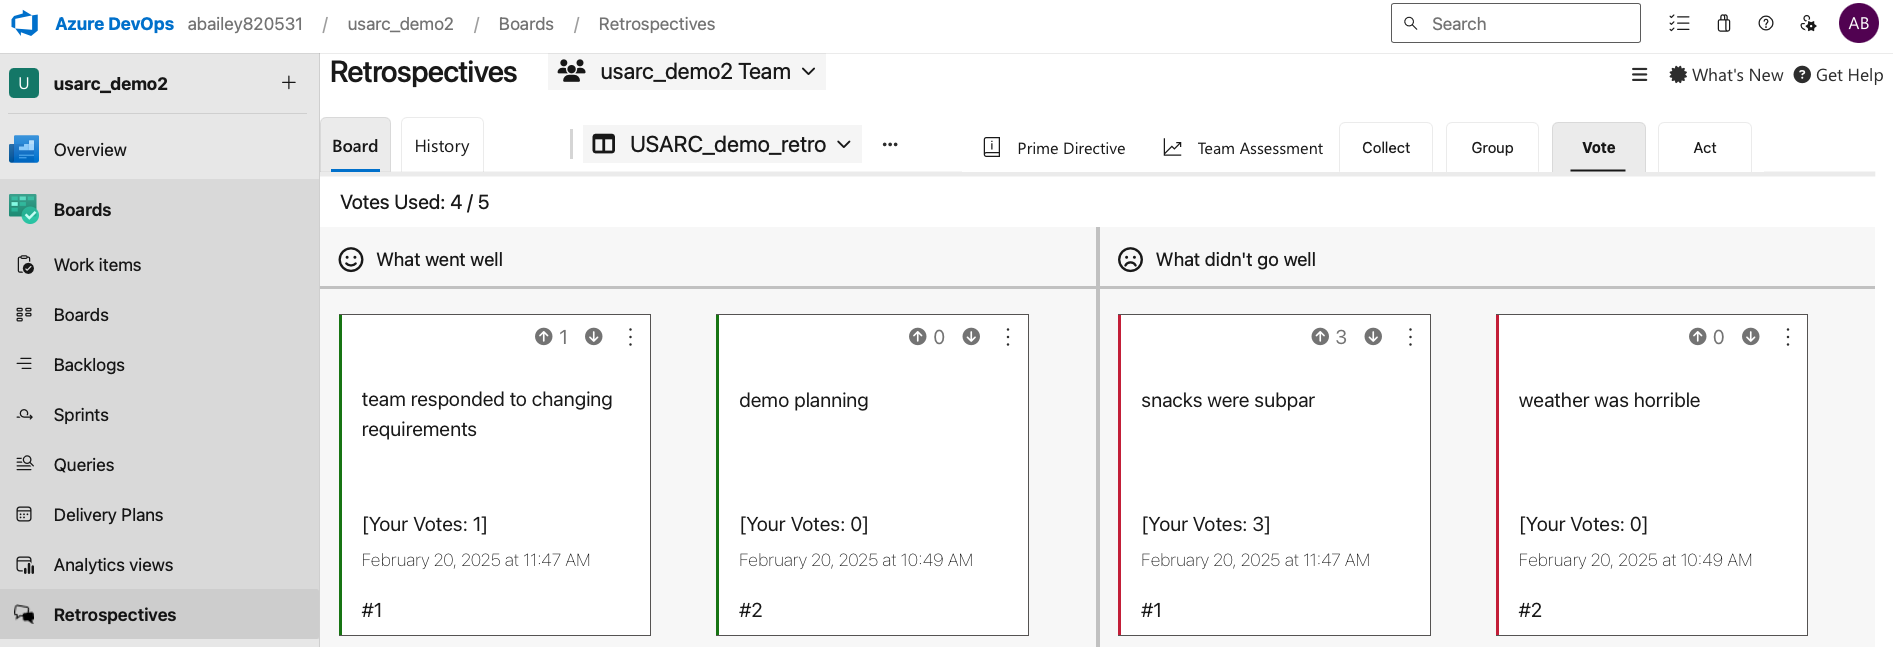 Azure DevOps abailey820531 / usarc_demo2 / Boards / Retrospectives
Search
AB
U usarc_demo2
Overview
Boards
Work items
Boards
Backlogs
Sprints
Queries
Delivery Plans
Analytics views
Retrospectives
Retrospectives usarc_demo2 Team
What's New Get Help
Board History USARC_demo_retro Prime Directive Team Assessment Collect Group Vote Act
Votes Used: 4 / 5
What went well
1
team responded to changing
requirements
[Your Votes: 1]
February 20, 2025 at 11:47 AM
#1
0
demo planning
[Your Votes: 0]
February 20, 2025 at 10:49 AM
#2
What didn't go well
3
snacks were subpar
[Your Votes: 3]
February 20, 2025 at 11:47 AM
#1
0
weather was horrible
[Your Votes: 0]
February 20, 2025 at 10:49 AM
#2